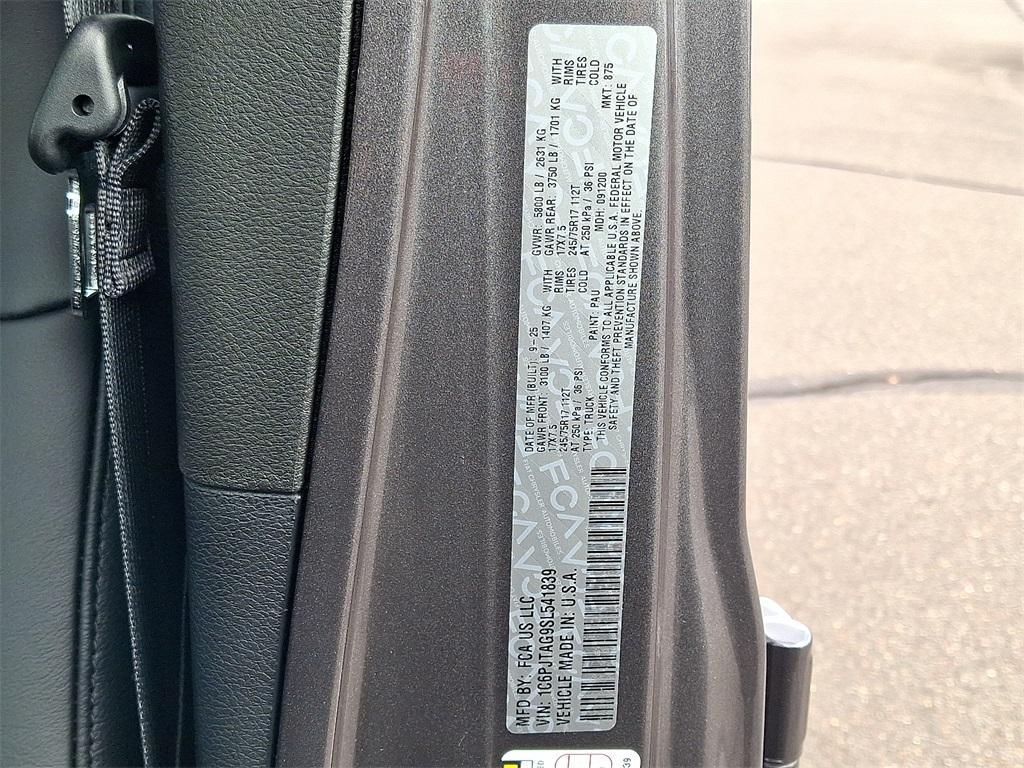 MFD BY: FCA US LLC
VIN: 1C6PJTAG9SL541839
VEHICLE MADE IN: U.S.A.
DATE OF MFR (BUILT): 9-25
GAWR FRONT: 3100 LB / 1407 KG WITH
17X7.5 RIMS
245/75R17 112T TIRES
AT 250 kPa / 36 PSI COLD
TYPE: TRUCK PAINT: PAU
GVWR: 5800 LB / 2631 KG
GAWR REAR: 3750 LB / 1701 KG WITH
17X7.5 RIMS
245/75R17 112T TIRES
AT 250 kPa / 36 PSI COLD
MDH: 091200 MKT: 875
THIS VEHICLE CONFORMS TO ALL APPLICABLE U.S.A. FEDERAL MOTOR VEHICLE
SAFETY AND THEFT PREVENTION STANDARDS IN EFFECT ON THE DATE OF
MANUFACTURE SHOWN ABOVE.
FCA